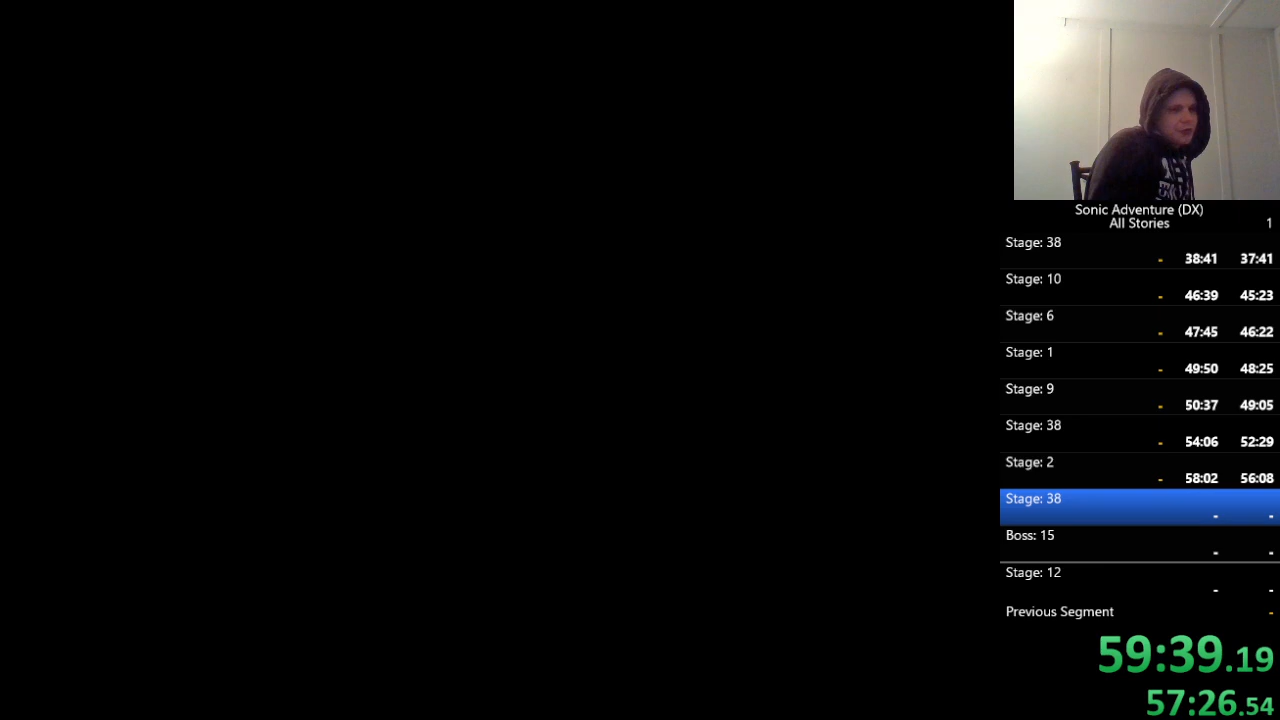 Sonic Adventure (DX)
All Stories 1
Stage: 38
- 38:41 37:41
Stage: 10
- 46:39 45:23
Stage: 6
- 47:45 46:22
Stage: 1
- 49:50 48:25
Stage: 9
- 50:37 49:05
Stage: 38
- 54:06 52:29
Stage: 2
- 58:02 56:08
Stage: 38
- -
Boss: 15
- -
Stage: 12
- -
Previous Segment -
59:39.19
57:26.54